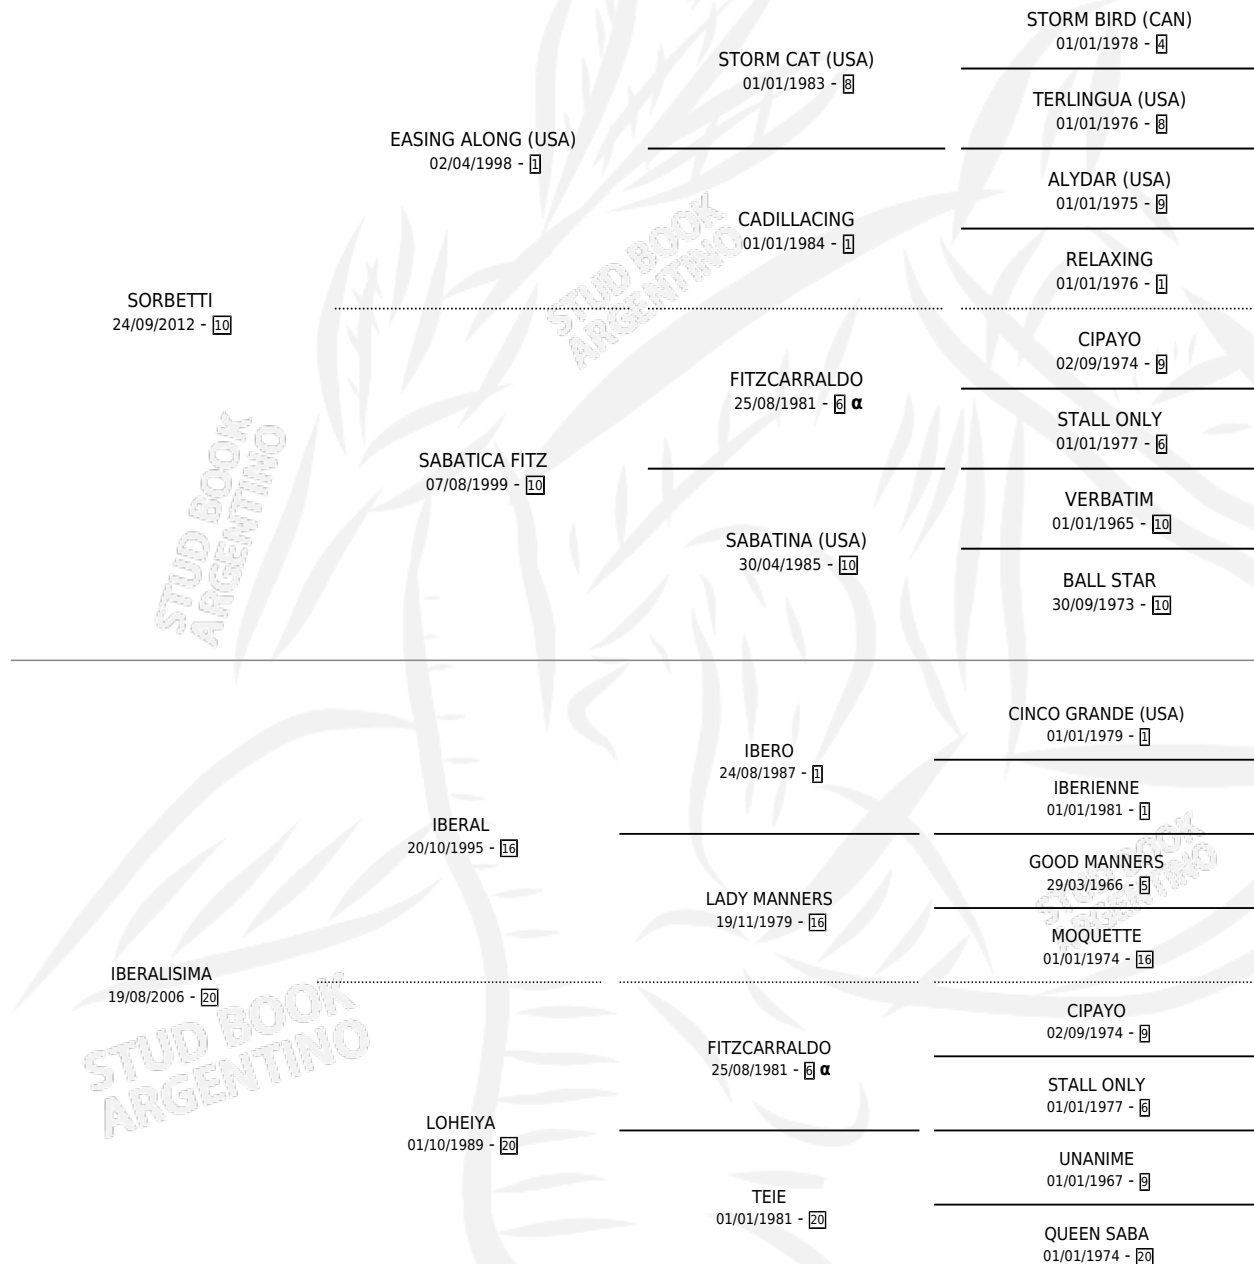 STORM BIRD (CAN)
01/01/1978 - 4
STORM CAT (USA)
01/01/1983 - 8
TERLINGUA (USA)
01/01/1976 - 8
EASING ALONG (USA)
02/04/1998 - 1
ALYDAR (USA)
01/01/1975 - 9
CADILLACING
01/01/1984 - 1
RELAXING
01/01/1976 - 1
SORBETTI
24/09/2012 - 10
CIPAYO
02/09/1974 - 9
FITZCARRALDO
25/08/1981 - 6 α
STALL ONLY
01/01/1977 - 6
SABATICA FITZ
07/08/1999 - 10
VERBATIM
01/01/1965 - 10
SABATINA (USA)
30/04/1985 - 10
BALL STAR
30/09/1973 - 10
CINCO GRANDE (USA)
01/01/1979 - 1
IBERO
24/08/1987 - 1
IBERIENNE
01/01/1981 - 1
IBERAL
20/10/1995 - 16
GOOD MANNERS
29/03/1966 - 5
LADY MANNERS
19/11/1979 - 16
MOQUETTE
01/01/1974 - 16
IBERALISIMA
19/08/2006 - 20
CIPAYO
02/09/1974 - 9
FITZCARRALDO
25/08/1981 - 6 α
STALL ONLY
01/01/1977 - 6
LOHEIYA
01/10/1989 - 20
UNANIME
01/01/1967 - 9
TEIE
01/01/1981 - 20
QUEEN SABA
01/01/1974 - 20
STUD BOOK
ARGENTINO
STUD BOOK
ARGENTINO
STUD BOOK
ARGENTINO
STUD BOOK
ARGENTINO